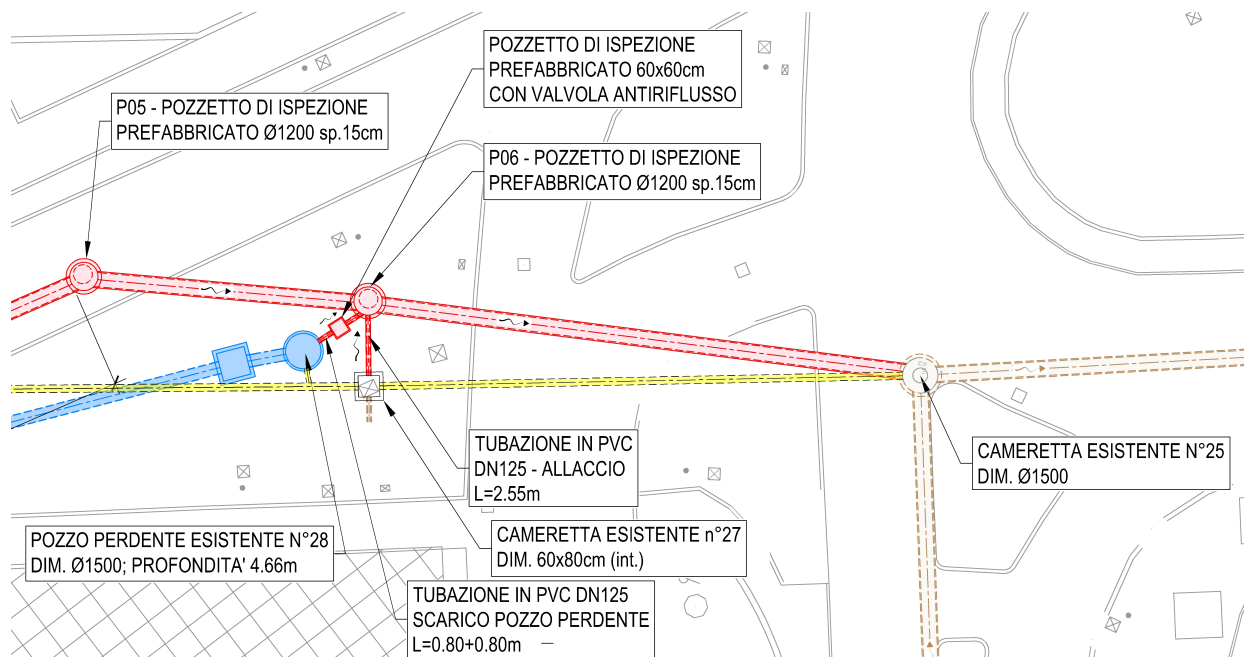 POZZETTO DI ISPEZIONE
PREFABBRICATO 60x60cm
CON VALVOLA ANTIRIFLUSSO
P05 - POZZETTO DI ISPEZIONE
PREFABBRICATO Ø1200 sp.15cm
P06 - POZZETTO DI ISPEZIONE
PREFABBRICATO Ø1200 sp.15cm
TUBAZIONE IN PVC
DN125 - ALLACCIO
L=2.55m
CAMERETTA ESISTENTE N°25
DIM. Ø1500
POZZO PERDENTE ESISTENTE N°28
DIM. Ø1500; PROFONDITA' 4.66m
CAMERETTA ESISTENTE n°27
DIM. 60x80cm (int.)
TUBAZIONE IN PVC DN125
SCARICO POZZO PERDENTE
L=0.80+0.80m